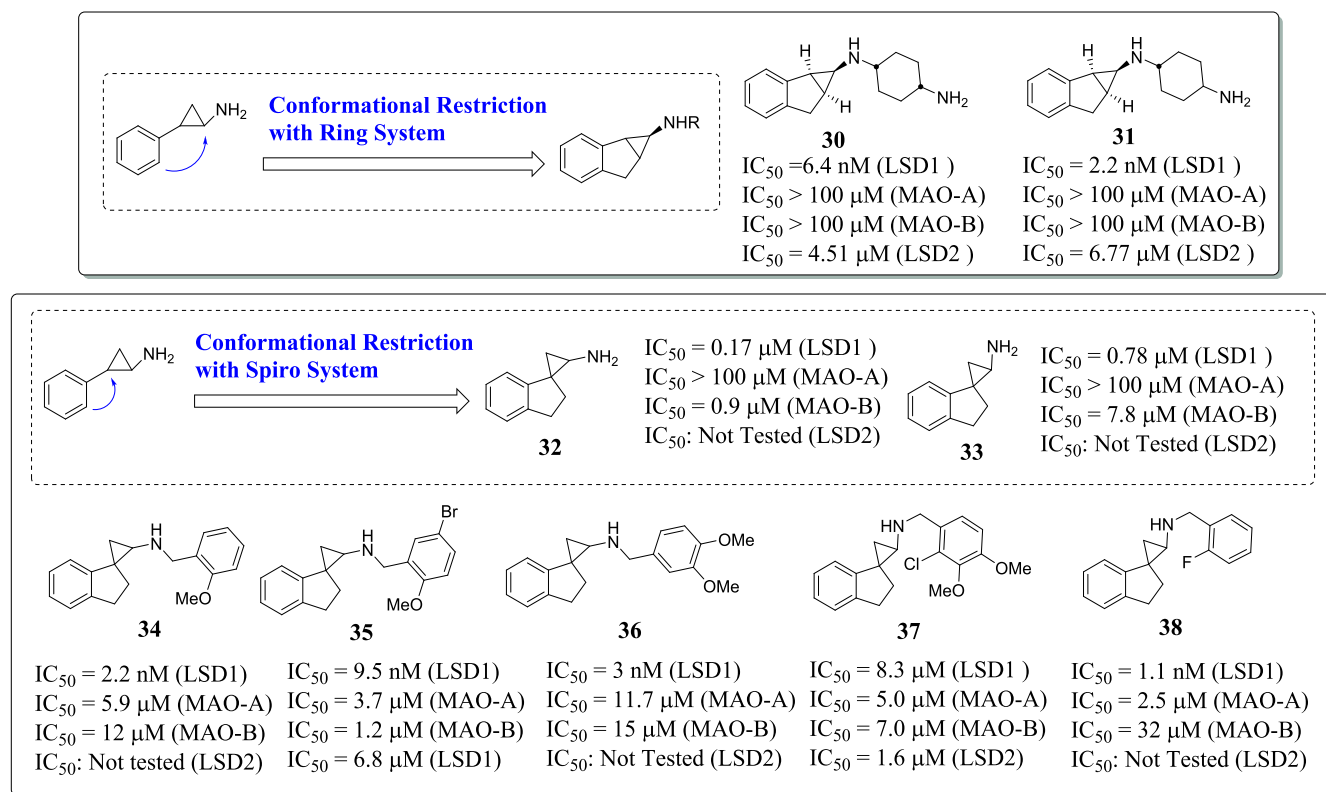 NH2
Conformational Restriction
with Ring System
NHR
H
H
N
H
NH2
30
IC50 =6.4 nM (LSD1 )
IC50 > 100 μM (MAO-A)
IC50 > 100 μM (MAO-B)
IC50 = 4.51 μM (LSD2 )
H
H
N
H
NH2
31
IC50 = 2.2 nM (LSD1 )
IC50 > 100 μM (MAO-A)
IC50 > 100 μM (MAO-B)
IC50 = 6.77 μM (LSD2 )
NH2
Conformational Restriction
with Spiro System
NH2
32
IC50 = 0.17 μM (LSD1 )
IC50 > 100 μM (MAO-A)
IC50 = 0.9 μM (MAO-B)
IC50: Not Tested (LSD2)
NH2
33
IC50 = 0.78 μM (LSD1 )
IC50 > 100 μM (MAO-A)
IC50 = 7.8 μM (MAO-B)
IC50: Not Tested (LSD2)
H
N
MeO
34
IC50 = 2.2 nM (LSD1)
IC50 = 5.9 μM (MAO-A)
IC50 = 12 μM (MAO-B)
IC50: Not tested (LSD2)
Br
H
N
MeO
35
IC50 = 9.5 nM (LSD1)
IC50 = 3.7 μM (MAO-A)
IC50 = 1.2 μM (MAO-B)
IC50 = 6.8 μM (LSD1)
H
N
OMe
OMe
36
IC50 = 3 nM (LSD1)
IC50 = 11.7 μM (MAO-A)
IC50 = 15 μM (MAO-B)
IC50: Not Tested (LSD2)
HN
Cl
OMe
MeO
37
IC50 = 8.3 μM (LSD1 )
IC50 = 5.0 μM (MAO-A)
IC50 = 7.0 μM (MAO-B)
IC50 = 1.6 μM (LSD2)
HN
F
38
IC50 = 1.1 nM (LSD1)
IC50 = 2.5 μM (MAO-A)
IC50 = 32 μM (MAO-B)
IC50: Not Tested (LSD2)